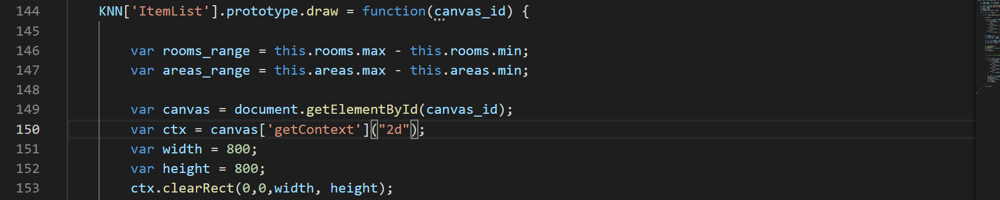 144 KNN['ItemList'].prototype.draw = function(canvas_id) {
145
146 var rooms_range = this.rooms.max - this.rooms.min;
147 var areas_range = this.areas.max - this.areas.min;
148
149 var canvas = document.getElementById(canvas_id);
150 var ctx = canvas['getContext']("2d");
151 var width = 800;
152 var height = 800;
153 ctx.clearRect(0,0,width, height);